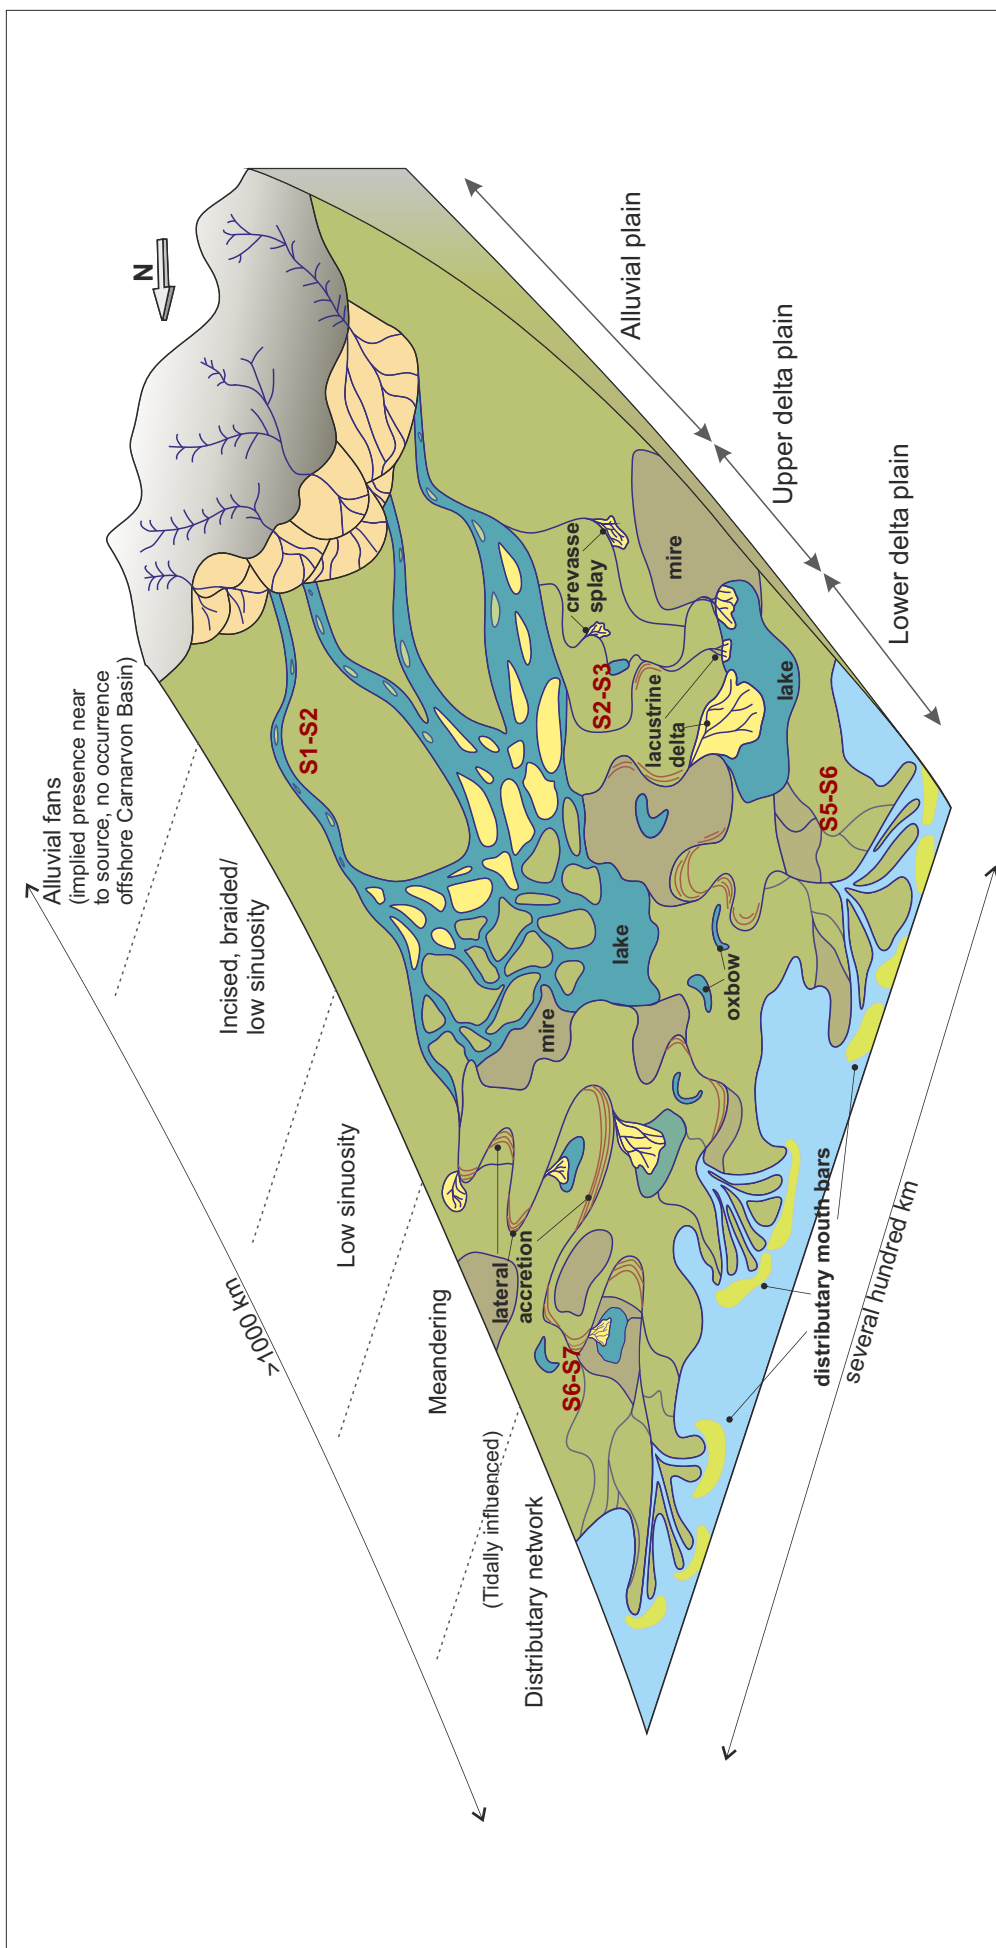 Alluvial fans
(implied presence near
to source, no occurrence
offshore Carnarvon Basin)
Incised, braided/
low sinuosity
Low sinuosity
Meandering
(Tidally influenced)
Distributary network
>1000 km
N
S1-S2
S2-S3
S5-S6
S6-S7
crevasse
splay
mire
lacustrine
delta
lake
lake
mire
oxbow
lateral
accretion
distributary mouth bars
several hundred km
Alluvial plain
Upper delta plain
Lower delta plain